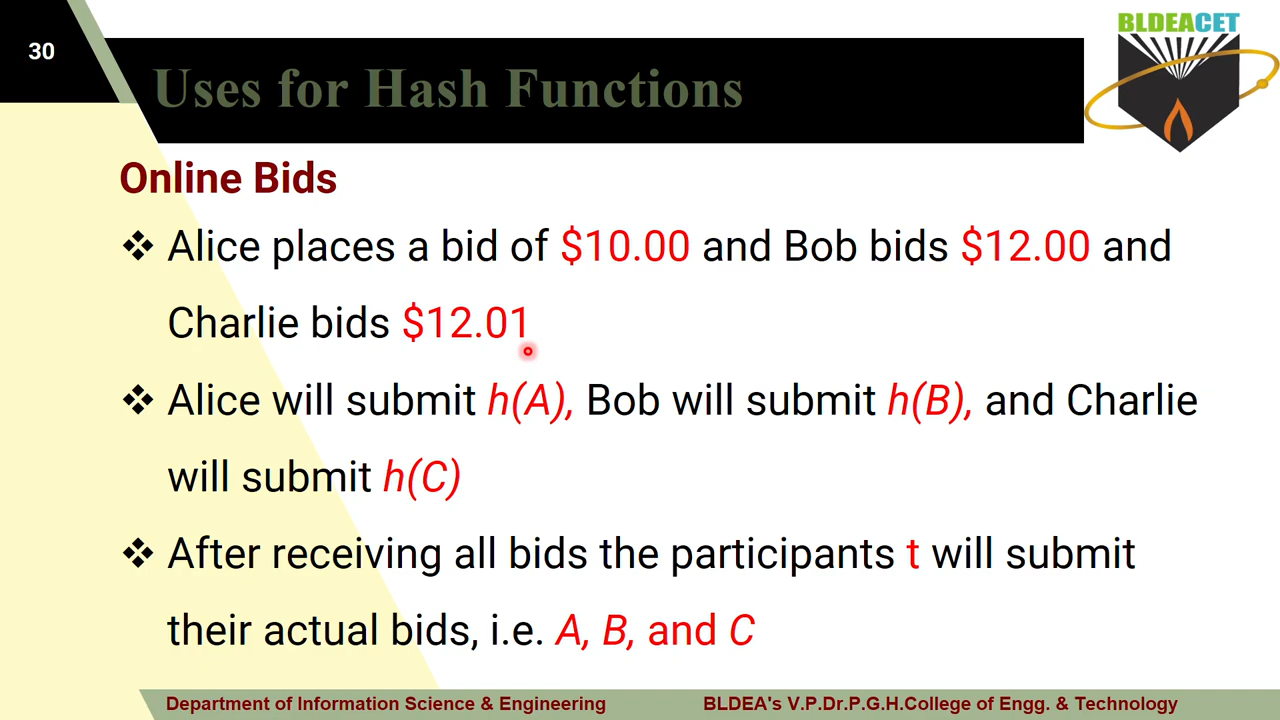 30
BLDEACET
Uses for Hash Functions
Online Bids
❖ Alice places a bid of $10.00 and Bob bids $12.00 and
Charlie bids $12.01
❖ Alice will submit h(A), Bob will submit h(B), and Charlie
will submit h(C)
❖ After receiving all bids the participants t will submit
their actual bids, i.e. A, B, and C
Department of Information Science & Engineering BLDEA's V.P.Dr.P.G.H.College of Engg. & Technology